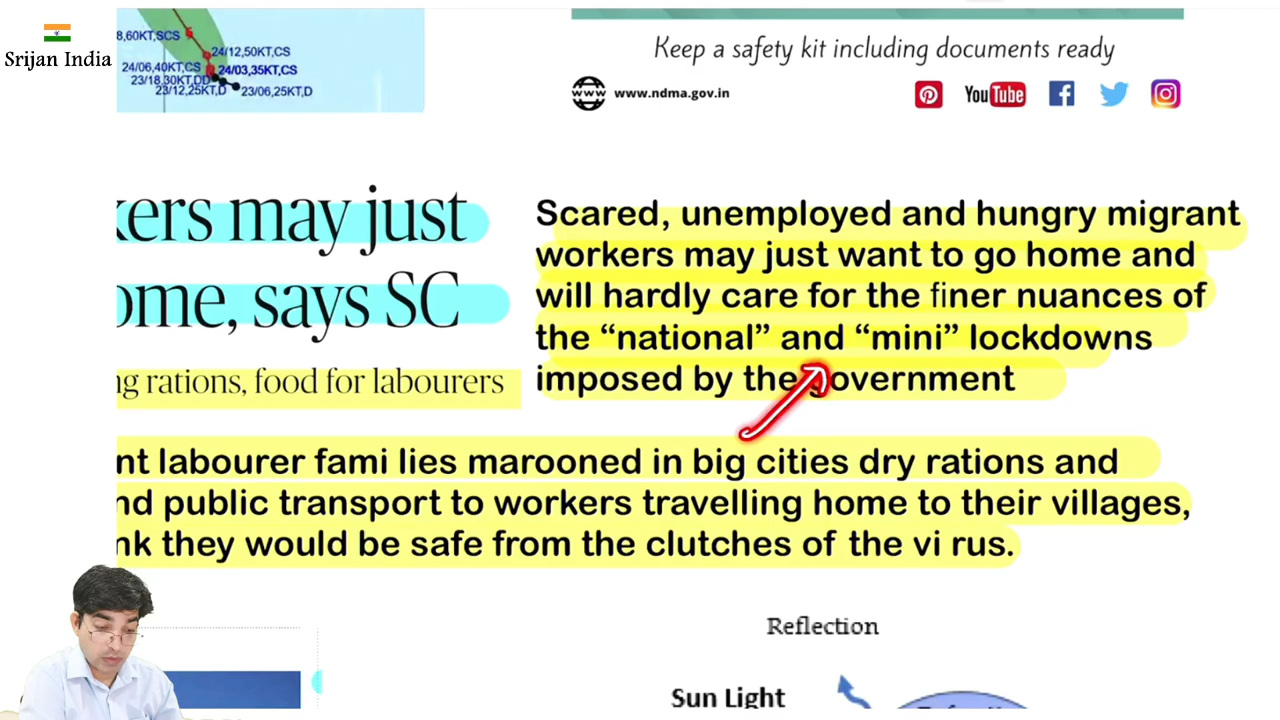 Srijan India
8,60KT,SCS
24/12,50KT,CS
24/06,40KT,CS
24/03,35KT,CS
23/18,30KT,DD
23/12,25KT,D
23/06,25KT,D
Keep a safety kit including documents ready
www
www.ndma.gov.in
YouTube
kers may just
ome, says SC
ng rations, food for labourers
Scared, unemployed and hungry migrant
workers may just want to go home and
will hardly care for the finer nuances of
the “national” and “mini” lockdowns
imposed by the government
nt labourer fami lies marooned in big cities dry rations and
nd public transport to workers travelling home to their villages,
nk they would be safe from the clutches of the vi rus.
Reflection
Sun Light